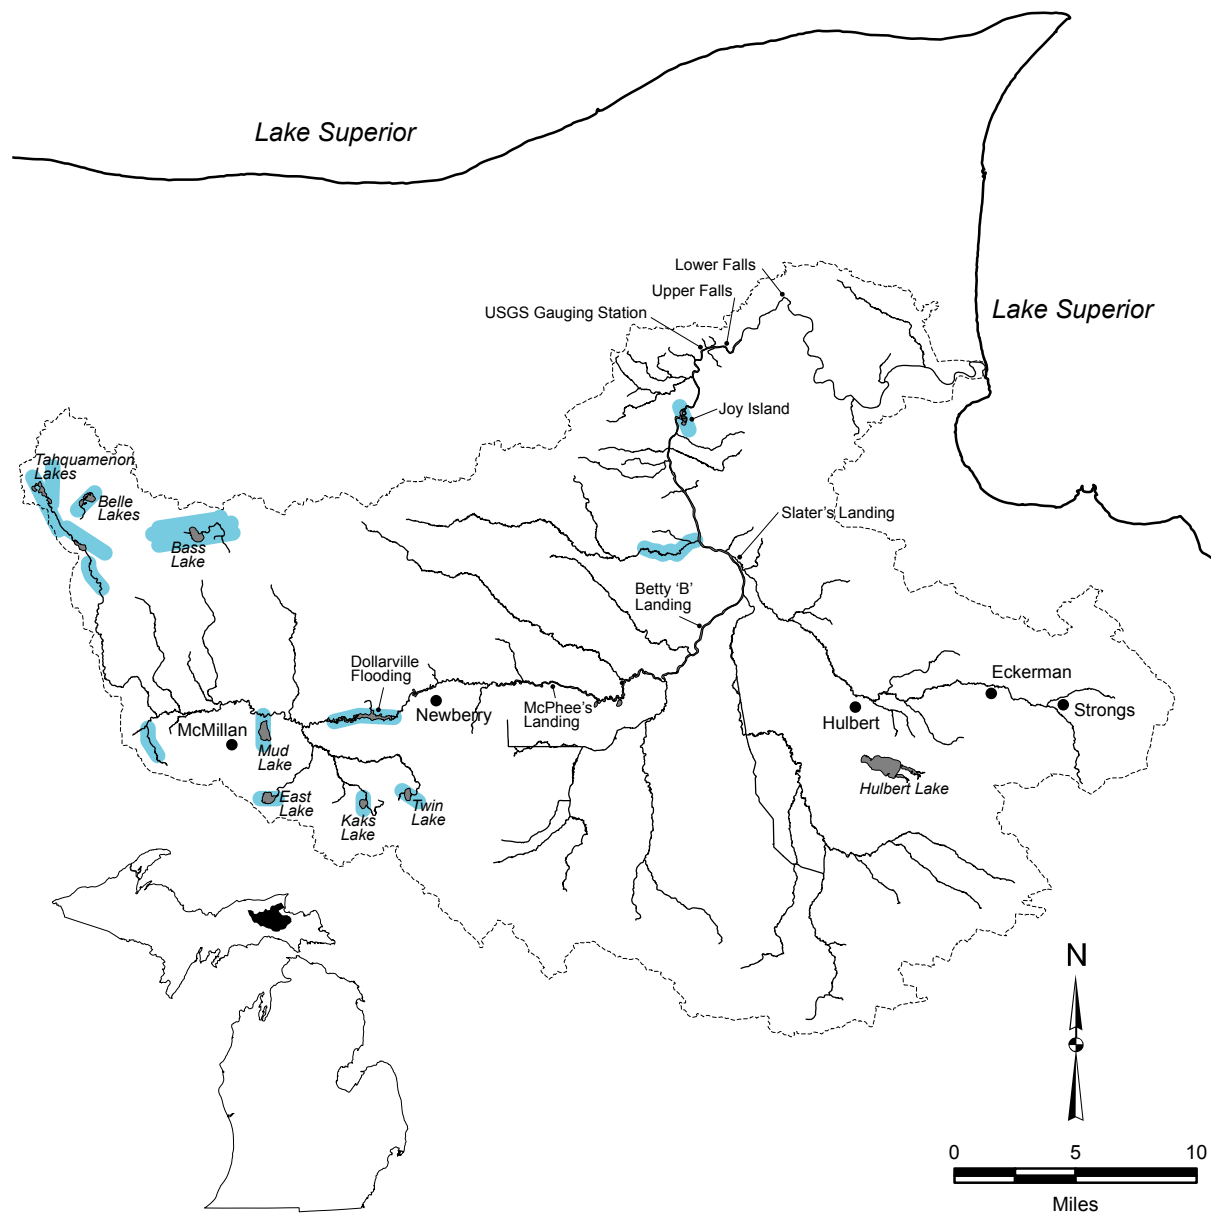 Lake Superior
Lower Falls
Upper Falls
USGS Gauging Station
Lake Superior
Joy Island
Tahquamenon
Lakes
Belle
Lakes
Bass
Lake
Slater's Landing
Betty 'B'
Landing
Dollarville
Flooding
Eckerman
Newberry
McPhee's
Landing
Hulbert
Strongs
McMillan
Mud
Lake
Hulbert Lake
East
Lake
Kaks
Lake
Twin
Lake
N
0 5 10
Miles